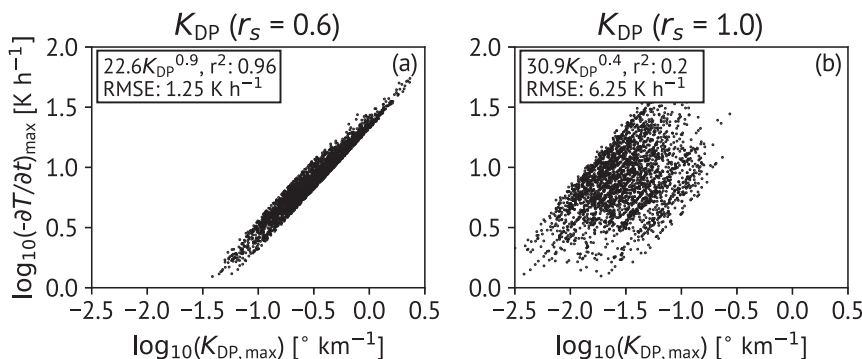 K_DP (r_s = 0.6)
K_DP (r_s = 1.0)
log₁₀(-∂T/∂t)max [K h⁻¹]
2.0
1.5
1.0
0.5
0.0
(a)
22.6K_DP^0.9, r²: 0.96
RMSE: 1.25 K h⁻¹
−2.5 −2.0 −1.5 −1.0 −0.5 0.0 0.5
log₁₀(K_DP, max) [° km⁻¹]
2.0
1.5
1.0
0.5
0.0
(b)
30.9K_DP^0.4, r²: 0.2
RMSE: 6.25 K h⁻¹
−2.5 −2.0 −1.5 −1.0 −0.5 0.0 0.5
log₁₀(K_DP, max) [° km⁻¹]